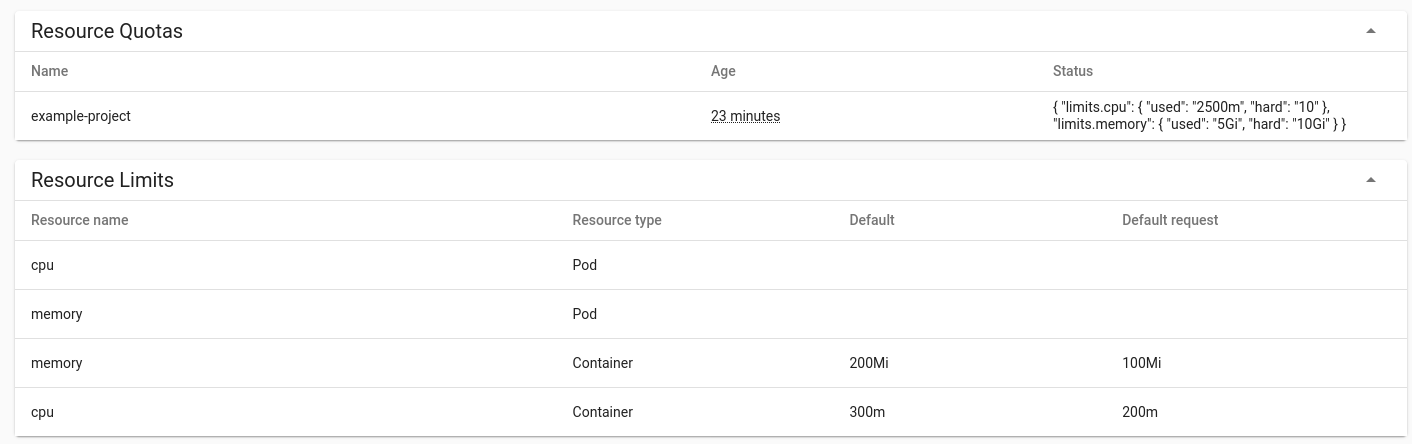 Resource Quotas
Name Age Status
example-project 23 minutes { "limits.cpu": { "used": "2500m", "hard": "10" },
"limits.memory": { "used": "5Gi", "hard": "10Gi" } }
Resource Limits
Resource name Resource type Default Default request
cpu Pod
memory Pod
memory Container 200Mi 100Mi
cpu Container 300m 200m